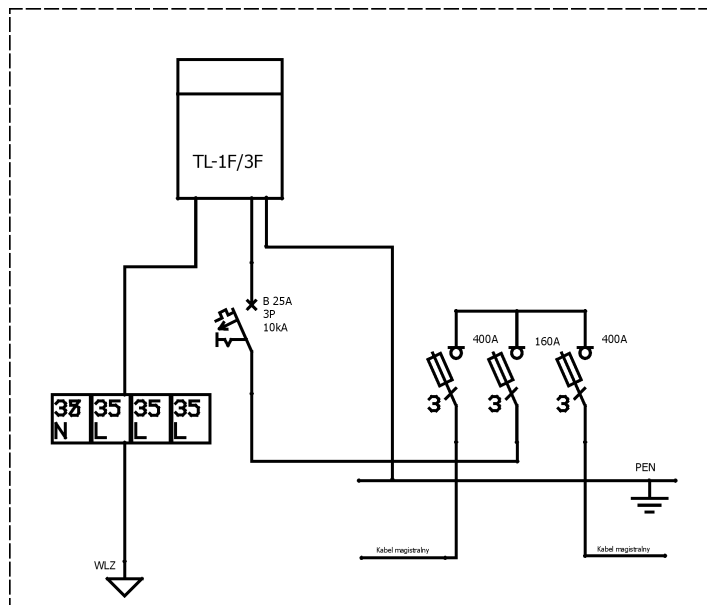 TL-1F/3F
B 25A
3P
10kA
400A
160A
400A
3
3
3
35
35
35
N
L
L
L
PEN
Kabel magistralny
Kabel magistralny
WLZ